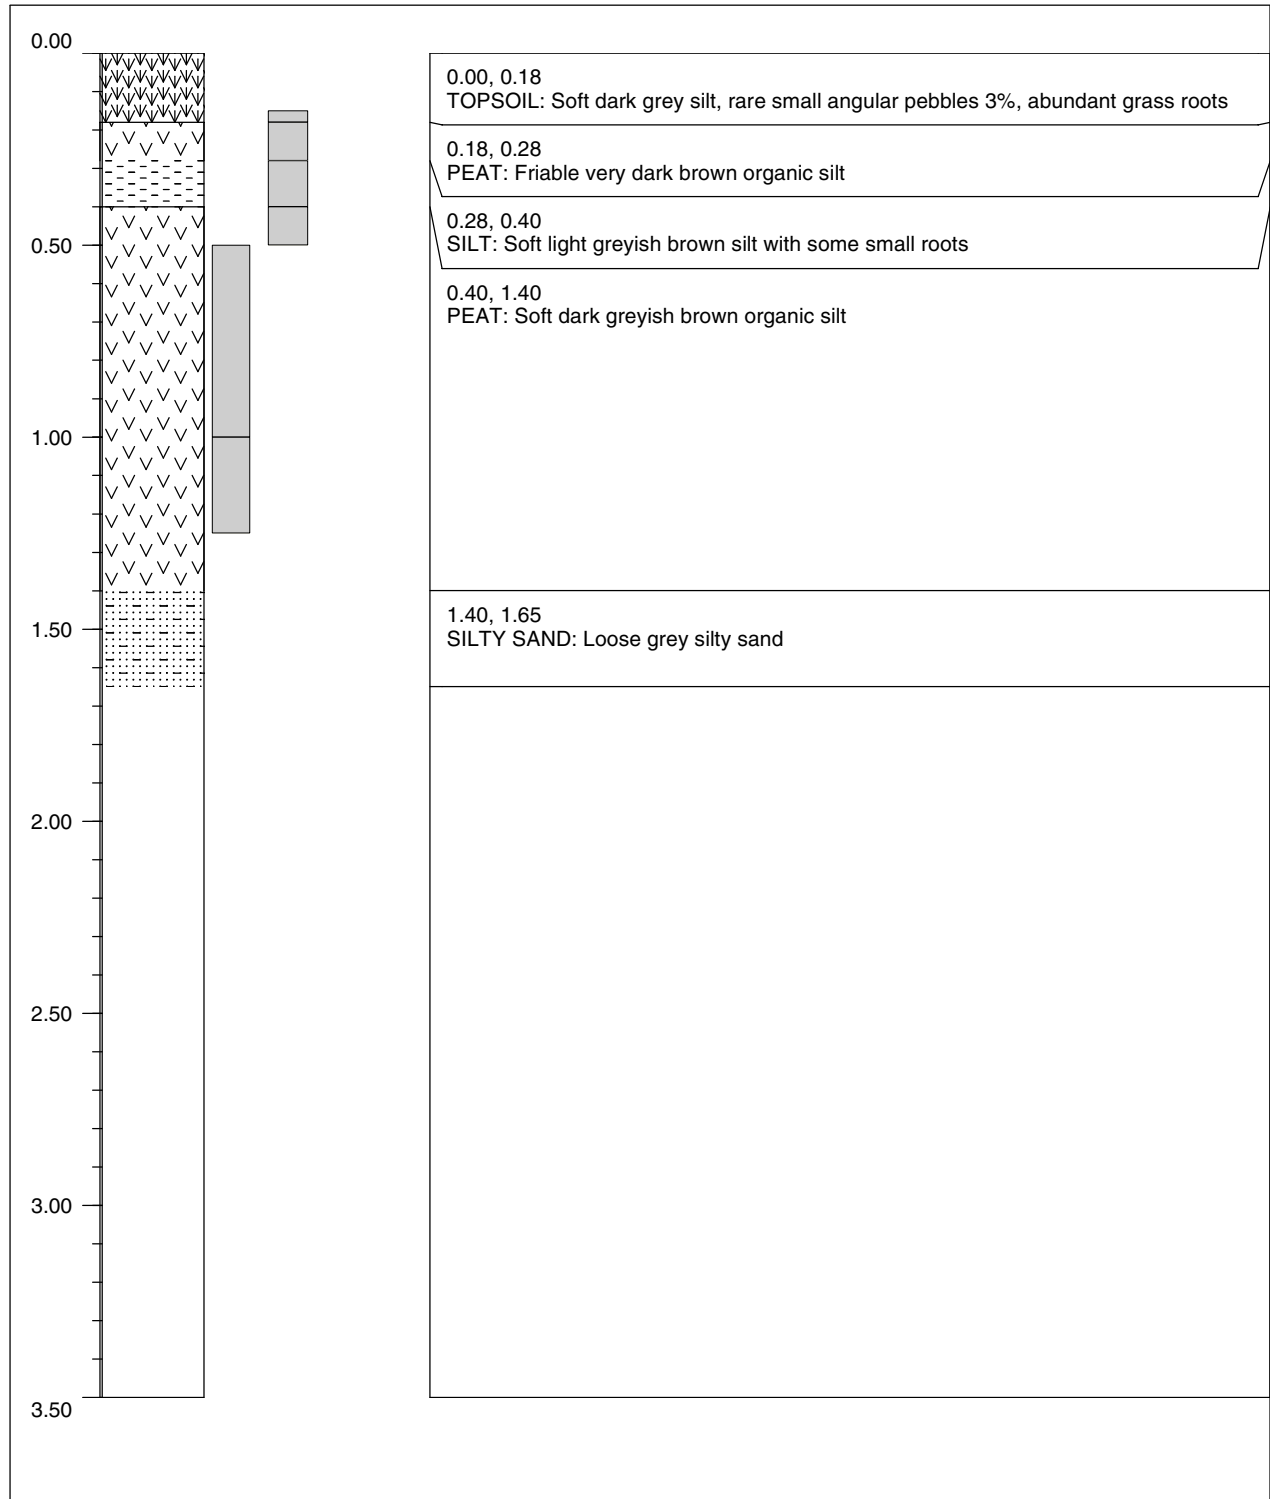 0.00
0.00, 0.18
TOPSOIL: Soft dark grey silt, rare small angular pebbles 3%, abundant grass roots
0.18, 0.28
PEAT: Friable very dark brown organic silt
0.28, 0.40
SILT: Soft light greyish brown silt with some small roots
0.50
0.40, 1.40
PEAT: Soft dark greyish brown organic silt
1.00
1.40, 1.65
SILTY SAND: Loose grey silty sand
1.50
2.00
2.50
3.00
3.50